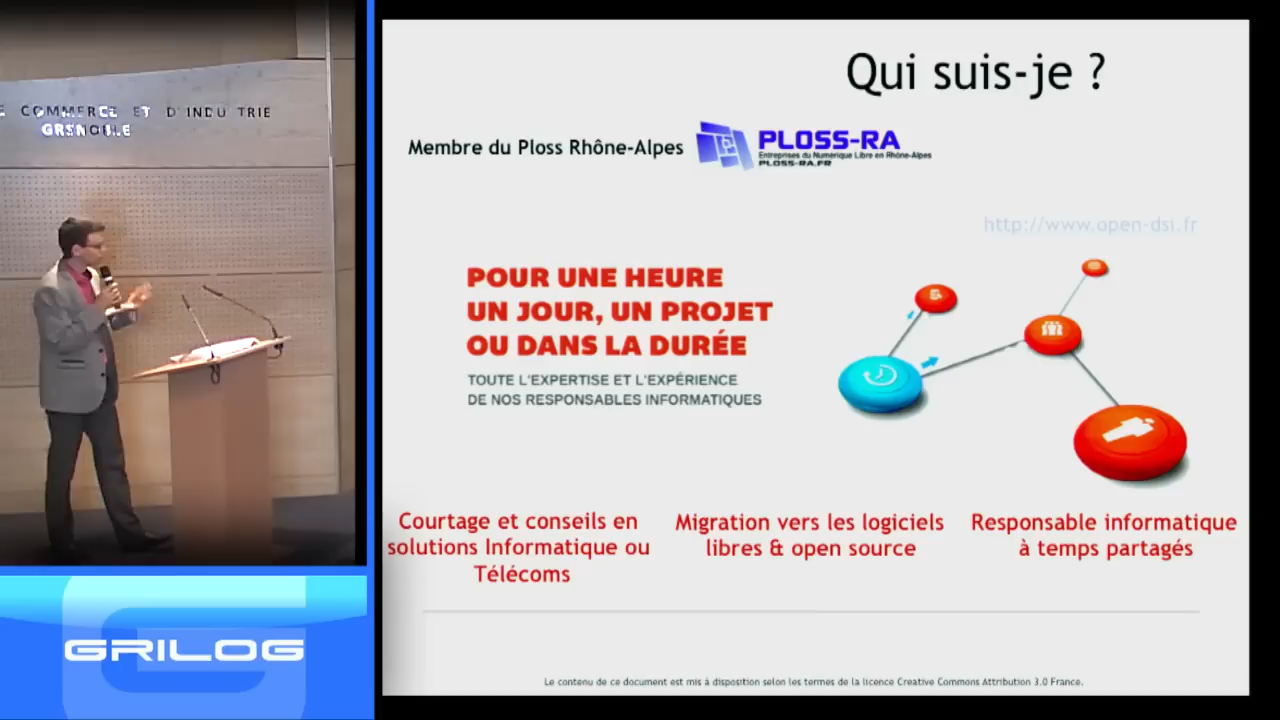 COMMERCE ET D'INDU TRIE
GRENOBLE
GRILOG
Qui suis-je ?
Membre du Ploss Rhône-Alpes
PLOSS-RA
Entreprises du Numérique Libre en Rhône-Alpes
PLOSS-RA.FR
http://www.open-dsi.fr
POUR UNE HEURE
UN JOUR, UN PROJET
OU DANS LA DURÉE
TOUTE L'EXPERTISE ET L'EXPÉRIENCE
DE NOS RESPONSABLES INFORMATIQUES
Courtage et conseils en
solutions Informatique ou
Télécoms
Migration vers les logiciels
libres & open source
Responsable informatique
à temps partagés
Le contenu de ce document est mis à disposition selon les termes de la licence Creative Commons Attribution 3.0 France.